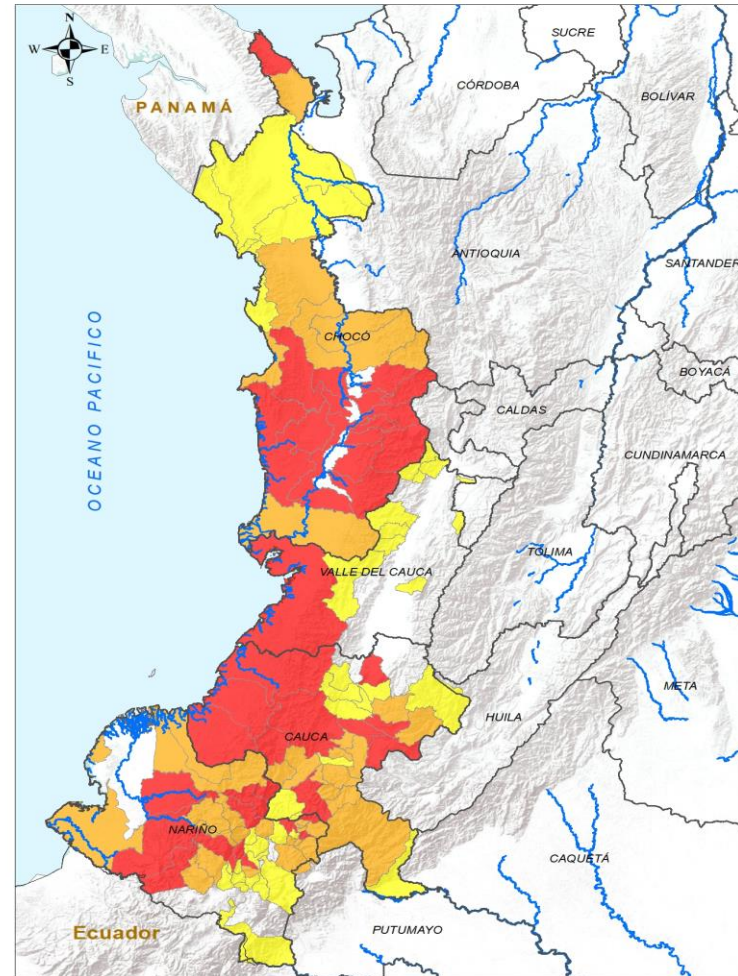 N
W E
S
SUCRE
CÓRDOBA
BOLÍVAR
PANAMÁ
ANTIOQUIA
SANTANDER
OCEANO PACIFICO
CHOCÓ
BOYACÁ
CALDAS
CUNDINAMARCA
TOLIMA
VALLE DEL CAUCA
META
HUILA
CAUCA
NARIÑO
CAQUETÁ
Ecuador
PUTUMAYO